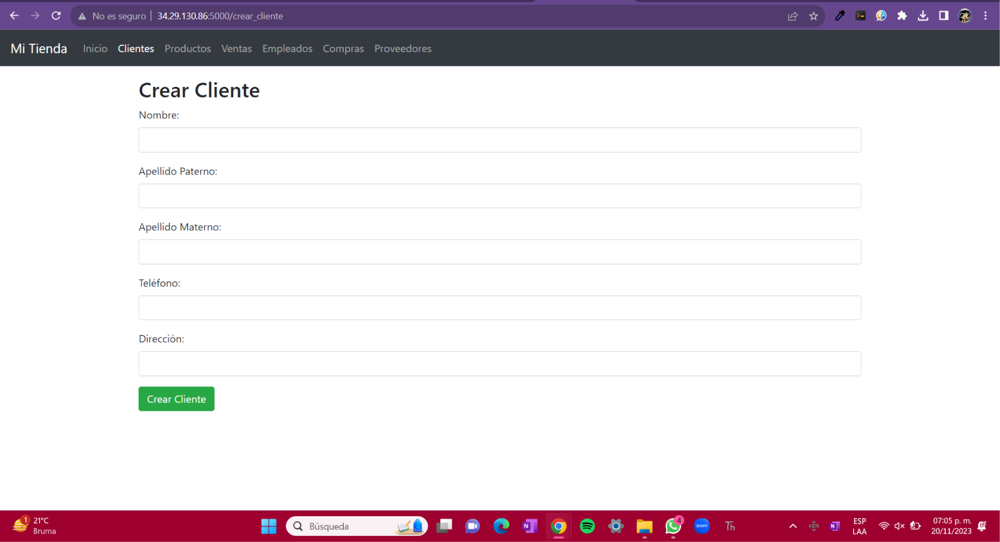 No es seguro | 34.29.130.86:5000/crear_cliente
Mi Tienda Inicio Clientes Productos Ventas Empleados Compras Proveedores
Crear Cliente
Nombre:
Apellido Paterno:
Apellido Materno:
Teléfono:
Dirección:
Crear Cliente
1 21°C
Bruma
Búsqueda
N
4
zoom
Th
N
ESP
LAA
07:05 p. m.
20/11/2023